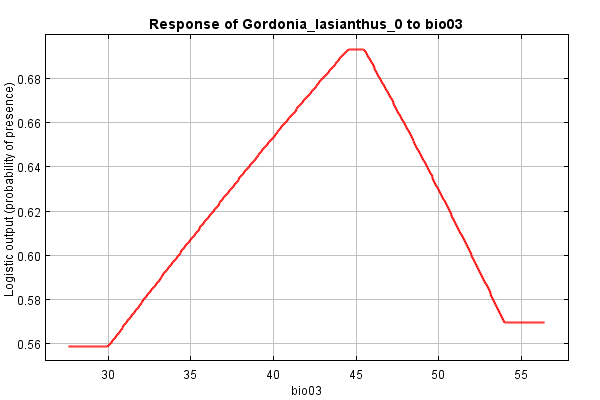 Response of Gordonia_lasianthus_0 to bio03
Logistic output (probability of presence)
0.68
0.66
0.64
0.62
0.60
0.58
0.56
30 35 40 45 50 55
bio03